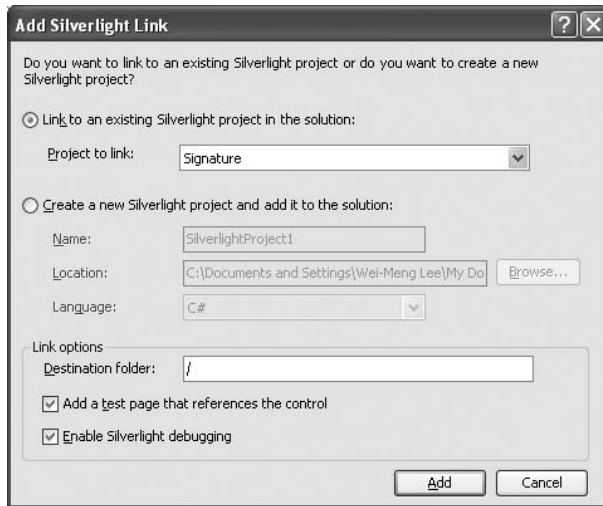 Add Silverlight Link
Do you want to link to an existing Silverlight project or do you want to create a new
Silverlight project?
Link to an existing Silverlight project in the solution:
Project to link: Signature
Create a new Silverlight project and add it to the solution:
Name: SilverlightProject1
Location: C:\Documents and Settings\Wei-Meng Lee\My Do Browse...
Language: C#
Link options
Destination folder: /
Add a test page that references the control
Enable Silverlight debugging
Add Cancel